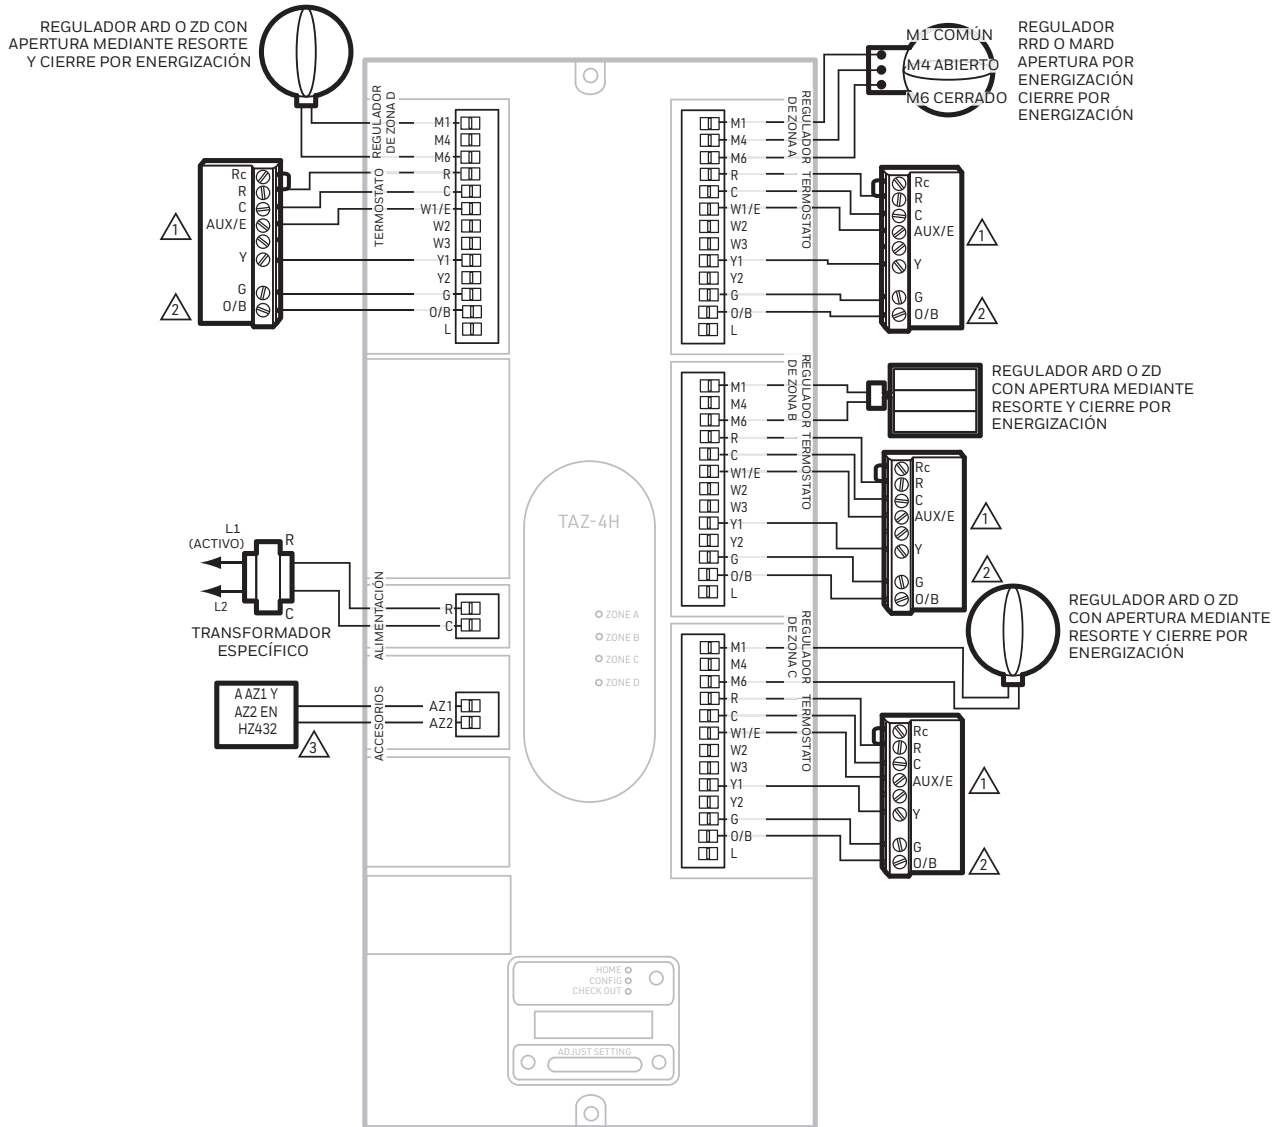 REGULADOR ARD O ZD CON
APERTURA MEDIANTE RESORTE
Y CIERRE POR ENERGIZACIÓN
REGULADOR
DE ZONA D
M1
M4
M6
TERMOSTATO
R
C
W1/E
W2
W3
Y1
Y2
G
O/B
L
Rc
R
C
AUX/E
Y
G
O/B
1
2
M1 COMÚN
M4 ABIERTO
M6 CERRADO
REGULADOR
RRD O MARD
APERTURA POR
ENERGIZACIÓN
CIERRE POR
ENERGIZACIÓN
REGULADOR
DE ZONA A
M1
M4
M6
TERMOSTATO
R
C
W1/E
W2
W3
Y1
Y2
G
O/B
L
Rc
R
C
AUX/E
Y
G
O/B
1
2
REGULADOR
DE ZONA B
M1
M4
M6
TERMOSTATO
R
C
W1/E
W2
W3
Y1
Y2
G
O/B
L
REGULADOR ARD O ZD
CON APERTURA MEDIANTE
RESORTE Y CIERRE POR
ENERGIZACIÓN
Rc
R
C
AUX/E
Y
G
O/B
1
2
TAZ-4H
ZONE A
ZONE B
ZONE C
ZONE D
L1
(ACTIVO)
L2
R
C
TRANSFORMADOR
ESPECÍFICO
ALIMENTACIÓN
R
C
A AZ1 Y
AZ2 EN
HZ432
3
ACCESORIOS
AZ1
AZ2
REGULADOR
DE ZONA C
M1
M4
M6
TERMOSTATO
R
C
W1/E
W2
W3
Y1
Y2
G
O/B
L
REGULADOR ARD O ZD
CON APERTURA MEDIANTE
RESORTE Y CIERRE POR
ENERGIZACIÓN
Rc
R
C
AUX/E
Y
G
O/B
1
2
HOME
CONFIG
CHECK OUT
ADJUST SETTING